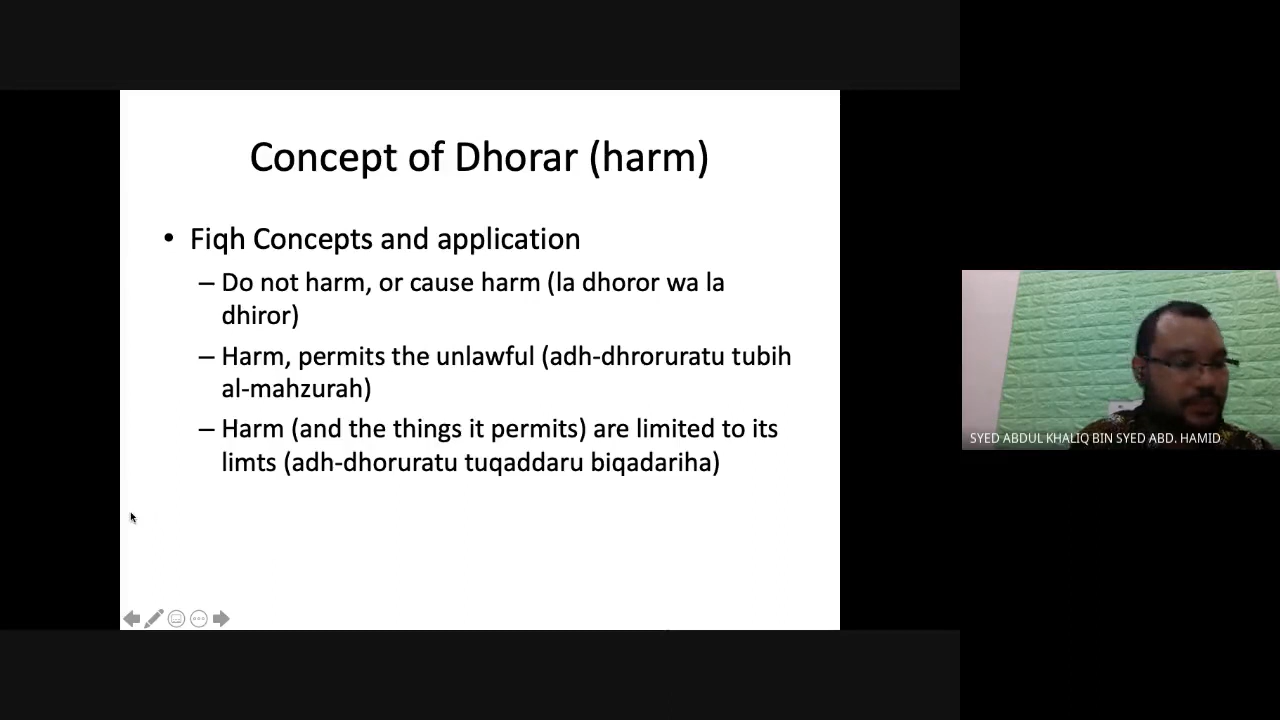 Concept of Dhorar (harm)
• Fiqh Concepts and application
– Do not harm, or cause harm (la dhoror wa la
dhiror)
– Harm, permits the unlawful (adh-dhroruratu tubih
al-mahzurah)
– Harm (and the things it permits) are limited to its
limts (adh-dhoruratu tuqaddaru biqadariha)
SYED ABDUL KHALIQ BIN SYED ABD. HAMID